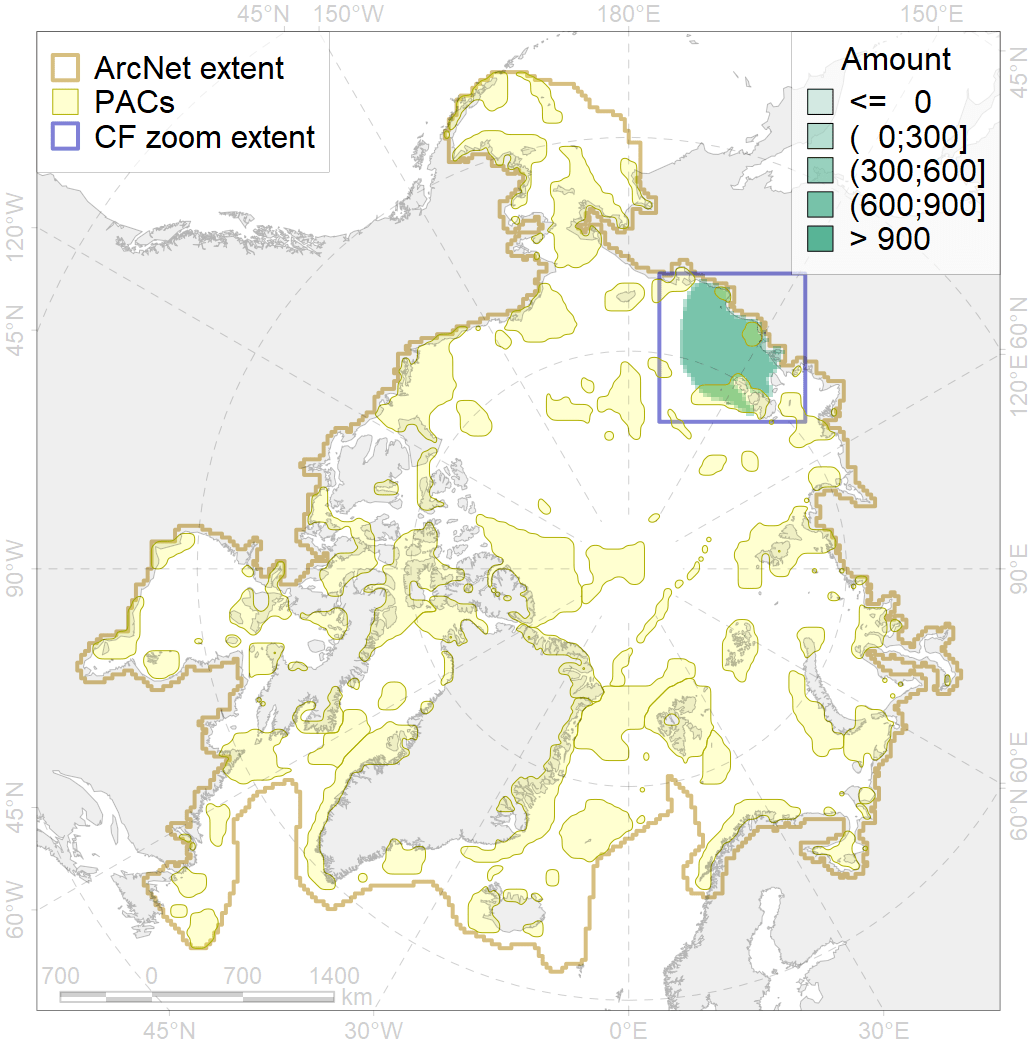 45°N 150°W 180°E 150°E
ArcNet extent
PACs
CF zoom extent
Amount
<= 0
( 0;300]
(300;600]
(600;900]
> 900
45°N
120°W
60°N
45°N
120°E
90°W
90°E
60°E
45°N
60°N
60°W
700 0 700 1400
km
45°N 30°W 0°E 30°E